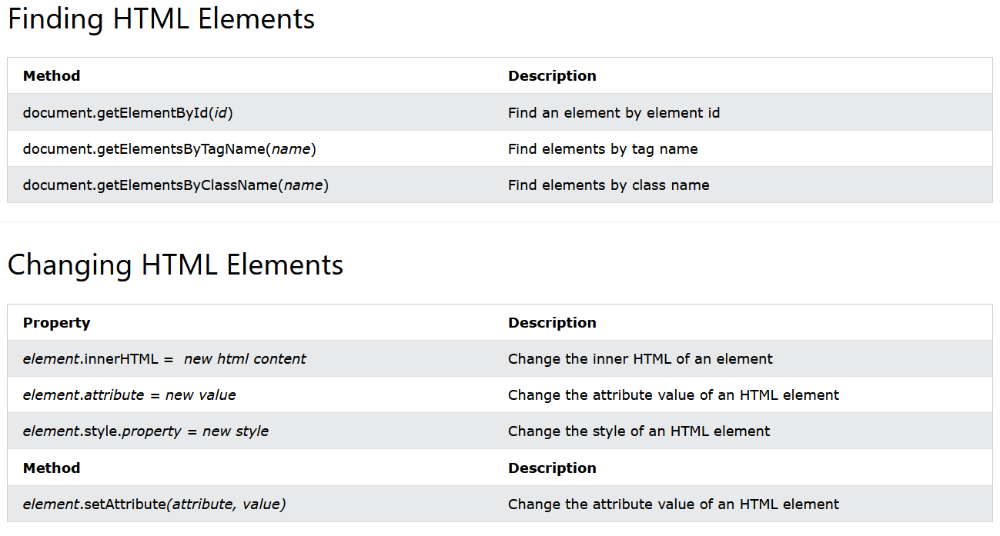 Finding HTML Elements
Method Description
document.getElementById(id) Find an element by element id
document.getElementsByTagName(name) Find elements by tag name
document.getElementsByClassName(name) Find elements by class name
Changing HTML Elements
Property Description
element.innerHTML =  new html content Change the inner HTML of an element
element.attribute = new value Change the attribute value of an HTML element
element.style.property = new style Change the style of an HTML element
Method Description
element.setAttribute(attribute, value) Change the attribute value of an HTML element